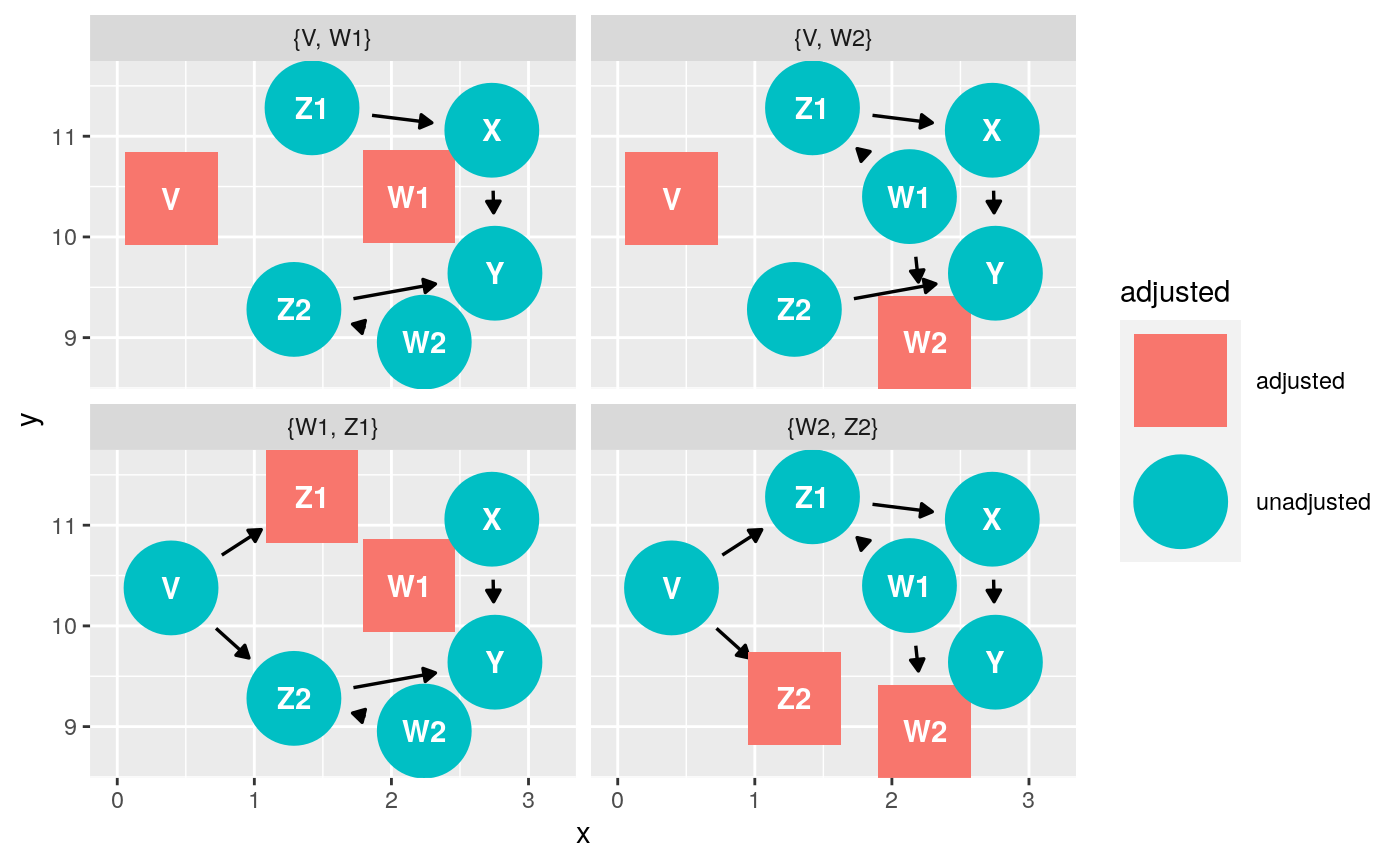 {V, W1}
{V, W2}
Z1
X
V
W1
Z2
Y
W2
Z1
X
V
W1
Z2
Y
W2
11
10
9
{W1, Z1}
{W2, Z2}
Z1
X
V
W1
Z2
Y
W2
Z1
X
V
W1
Z2
Y
W2
11
10
9
0
1
2
3
0
1
2
3
x
y
adjusted
adjusted
unadjusted